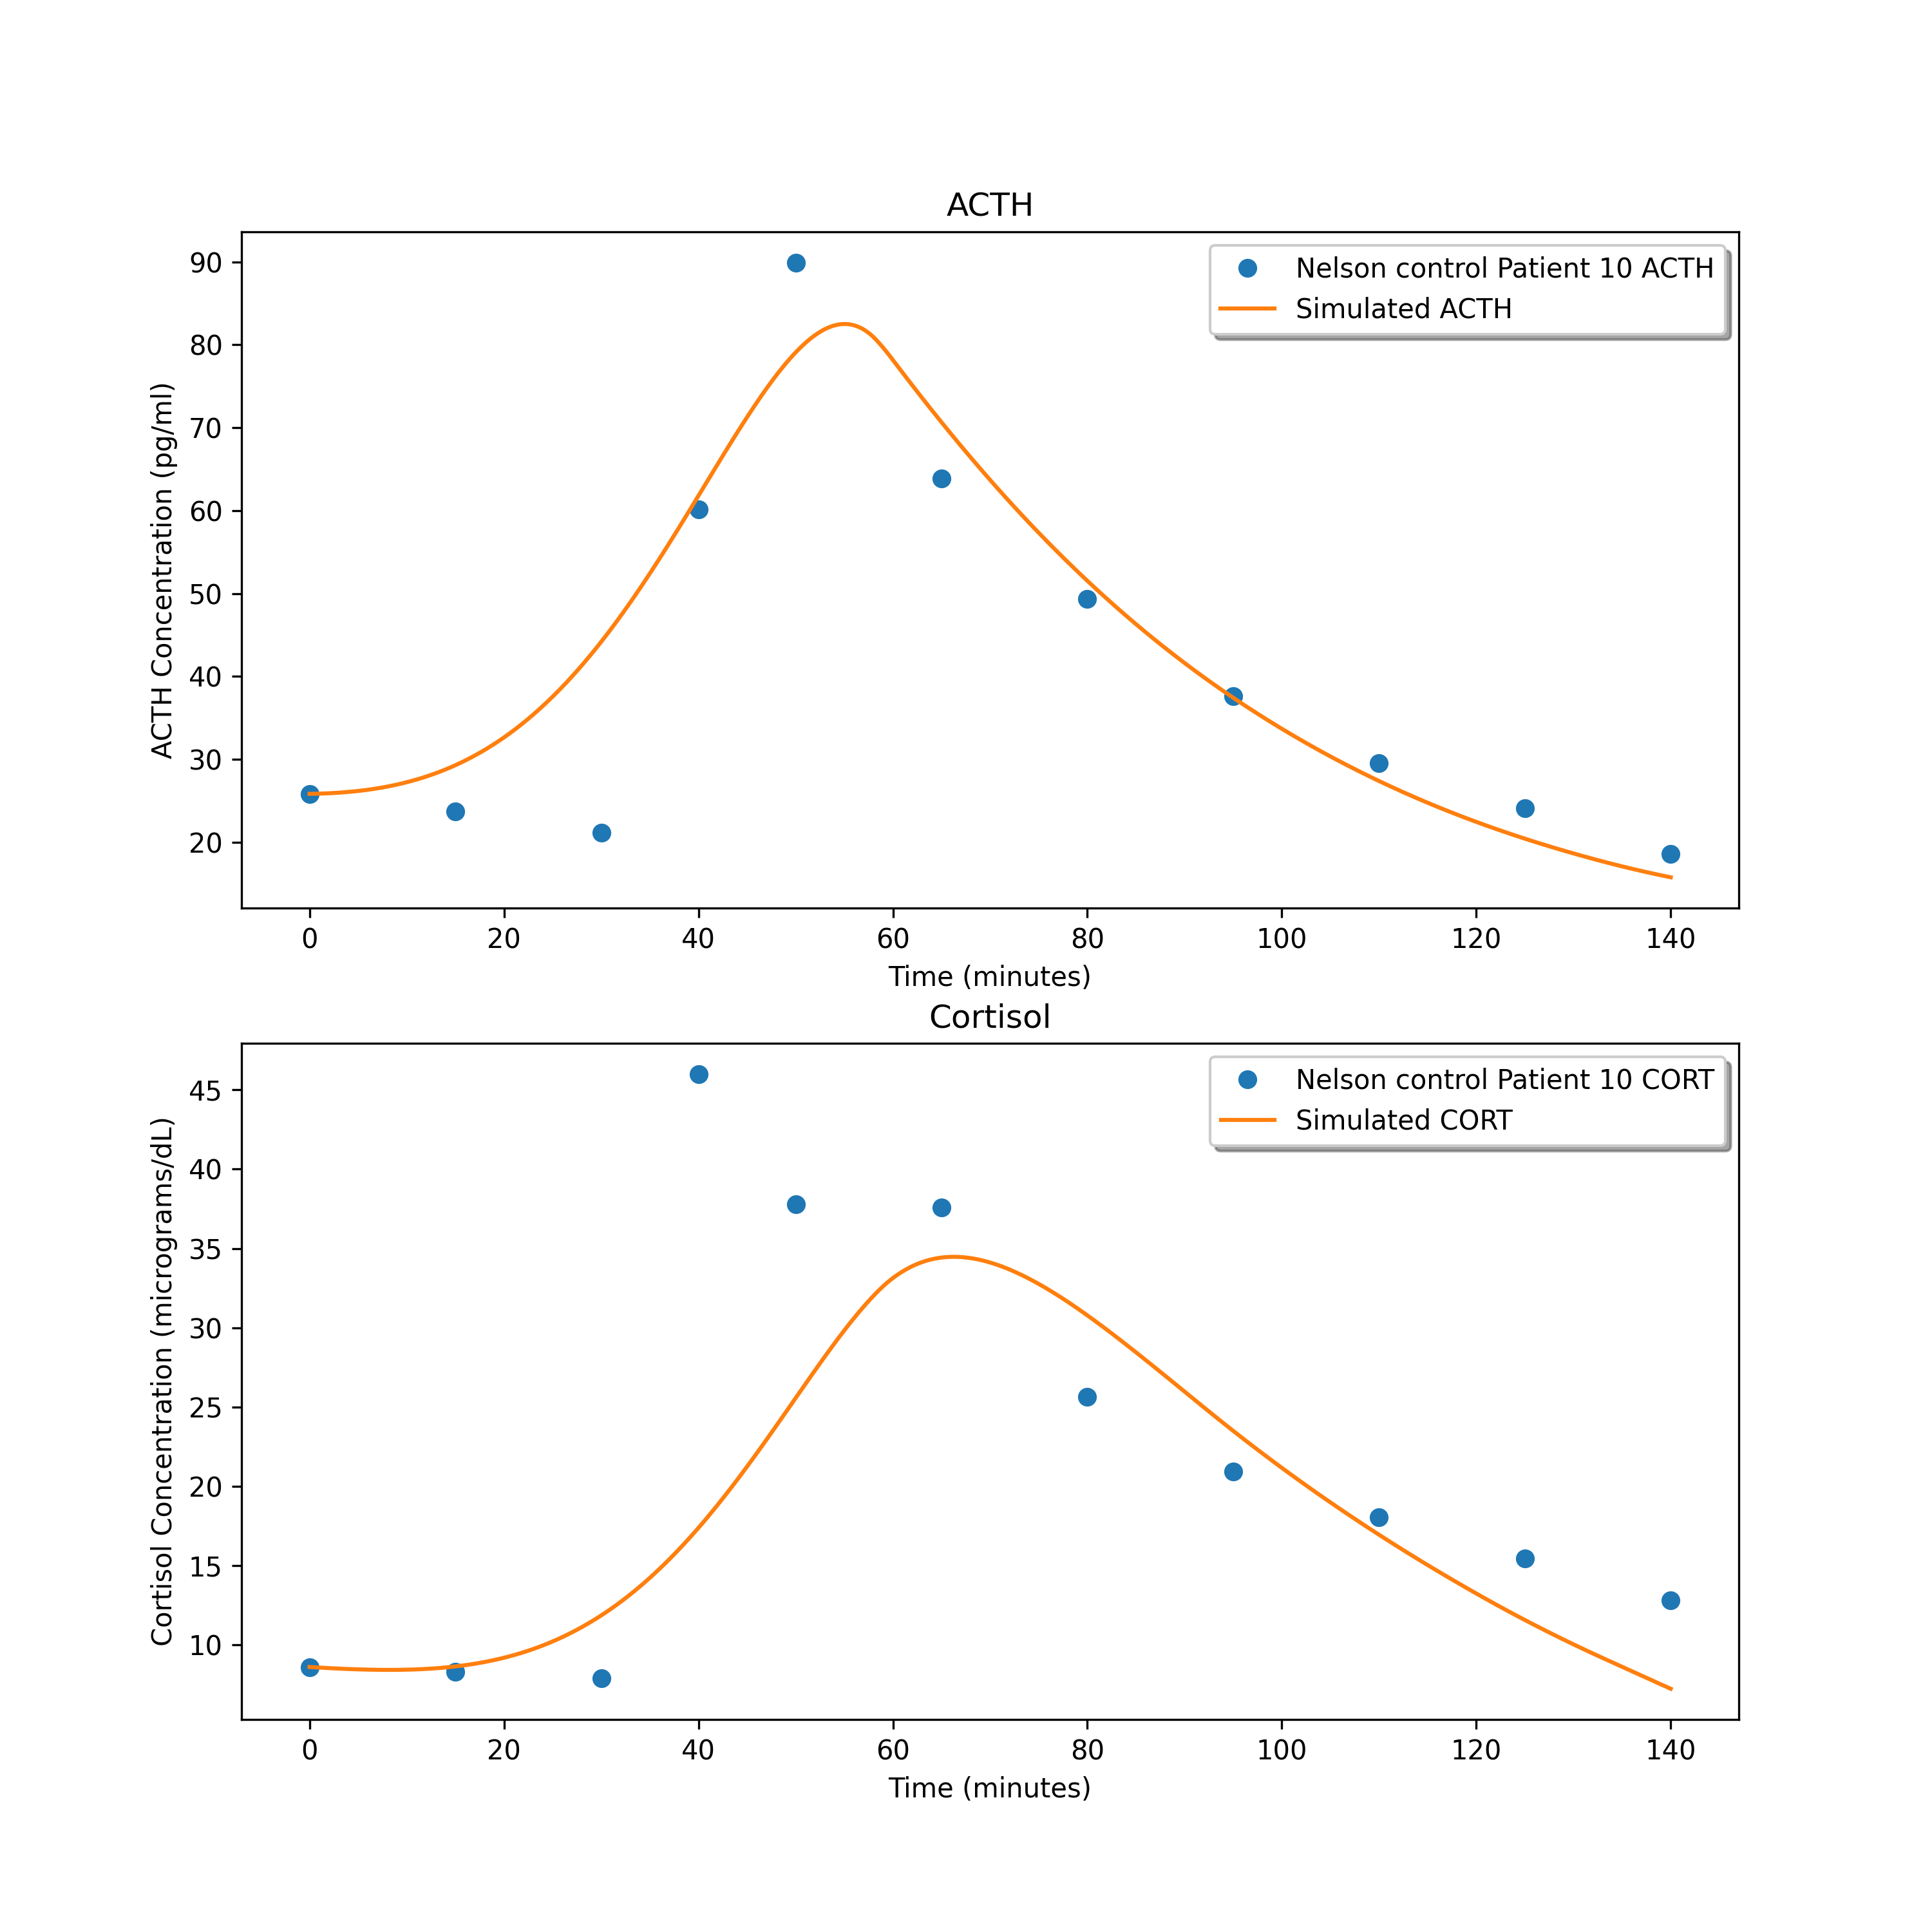 ACTH
Nelson control Patient 10 ACTH
Simulated ACTH
ACTH Concentration (pg/ml)
90
80
70
60
50
40
30
20
0 20 40 60 80 100 120 140
Time (minutes)
Cortisol
Nelson control Patient 10 CORT
Simulated CORT
Cortisol Concentration (micrograms/dL)
45
40
35
30
25
20
15
10
0 20 40 60 80 100 120 140
Time (minutes)